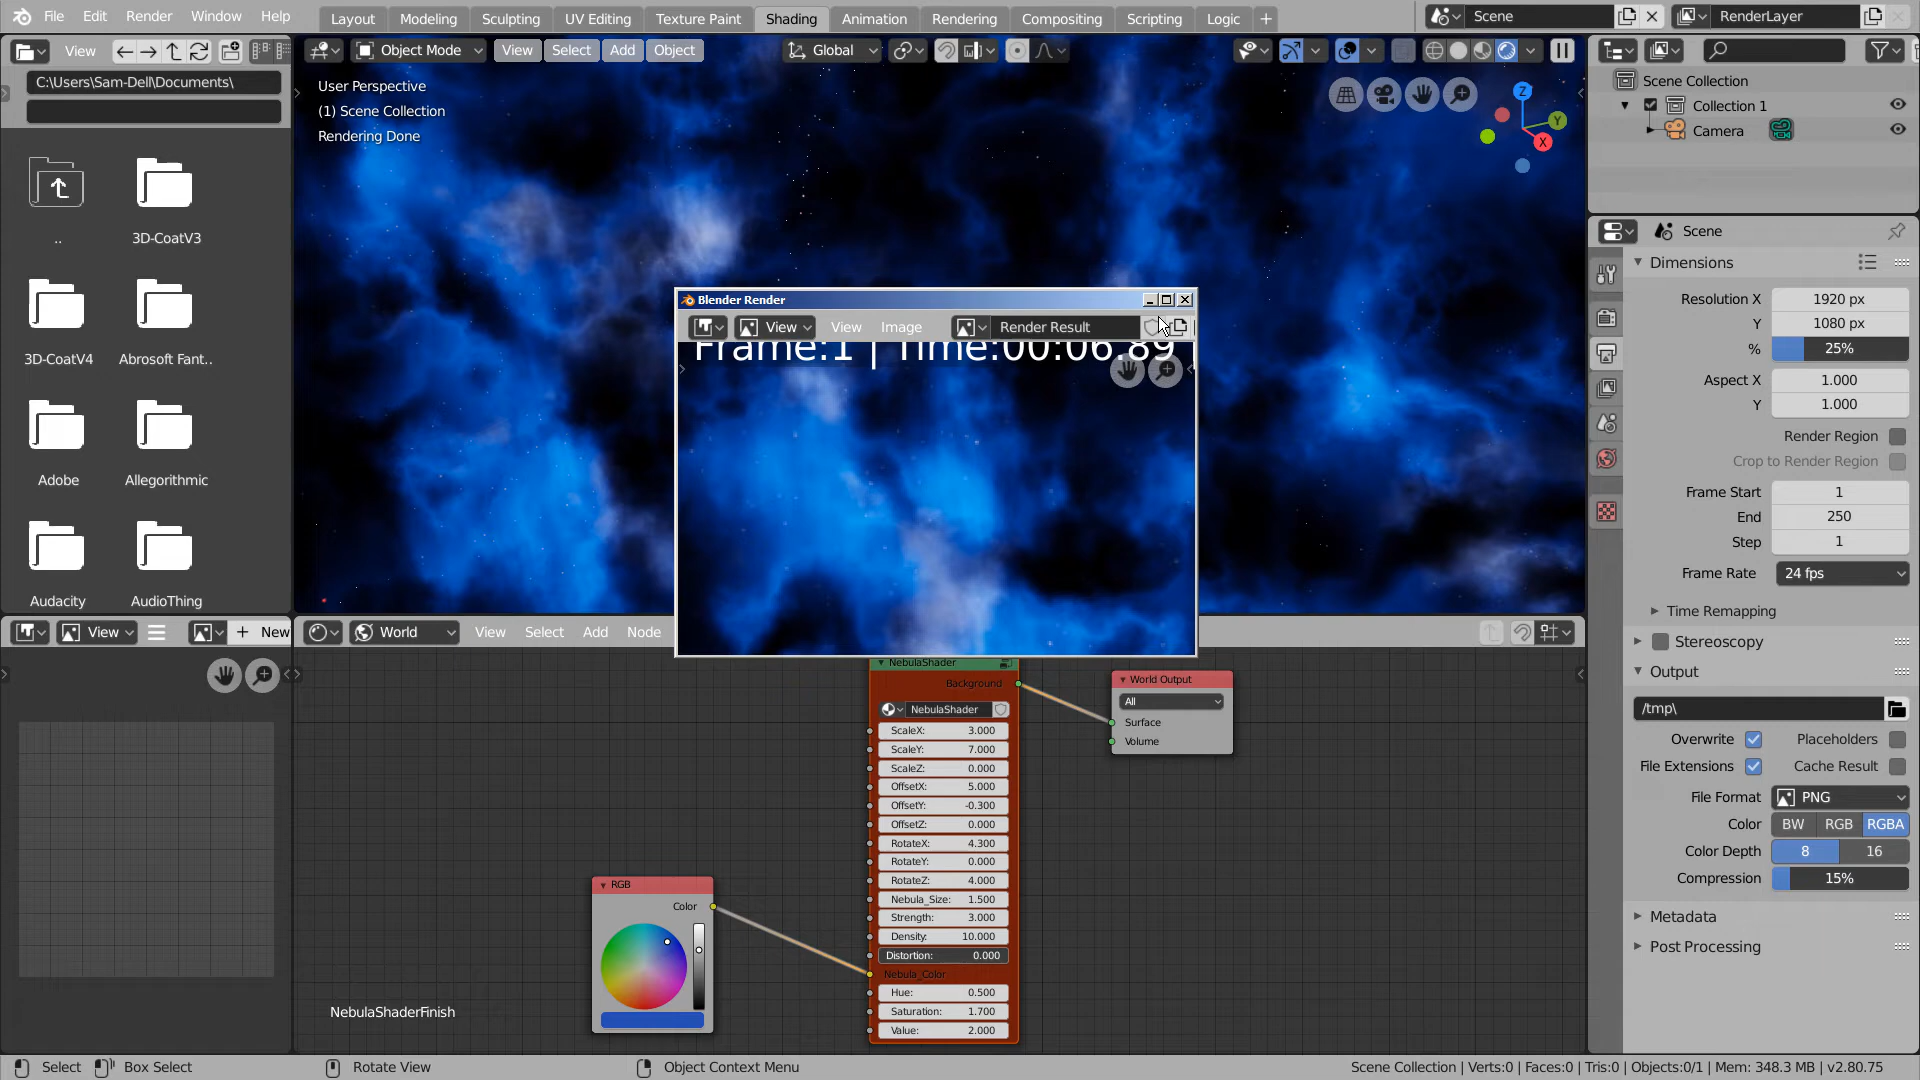 File Edit Render Window Help
Layout Modeling Sculpting UV Editing Texture Paint Shading Animation Rendering Compositing Scripting Logic +
Scene
RenderLayer
View
Object Mode View Select Add Object
Global
C:\Users\Sam-Dell\Documents\
..
3D-CoatV3
3D-CoatV4
Abrosoft Fant..
Adobe
Allegorithmic
Audacity
AudioThing
User Perspective
(1) Scene Collection
Rendering Done
Z
Y
X
Blender Render
View View Image Render Result
Frame:1 | Time:00:06.89
View
+ New
World View Select Add Node
NebulaShader
Background
NebulaShader
ScaleX: 3.000
ScaleY: 7.000
ScaleZ: 0.000
OffsetX: 5.000
OffsetY: -0.300
OffsetZ: 0.000
RotateX: 4.300
RotateY: 0.000
RotateZ: 4.000
Nebula_Size: 1.500
Strength: 3.000
Density: 10.000
Distortion: 0.000
Nebula_Color
Hue: 0.500
Saturation: 1.700
Value: 2.000
World Output
All
Surface
Volume
RGB
Color
NebulaShaderFinish
Scene Collection
Collection 1
Camera
Scene
Dimensions
Resolution X 1920 px
Y 1080 px
% 25%
Aspect X 1.000
Y 1.000
Render Region
Crop to Render Region
Frame Start 1
End 250
Step 1
Frame Rate 24 fps
Time Remapping
Stereoscopy
Output
/tmp\
Overwrite Placeholders
File Extensions Cache Result
File Format PNG
Color BW RGB RGBA
Color Depth 8 16
Compression 15%
Metadata
Post Processing
Select Box Select Rotate View Object Context Menu
Scene Collection | Verts:0 | Faces:0 | Tris:0 | Objects:0/1 | Mem: 348.3 MB | v2.80.75